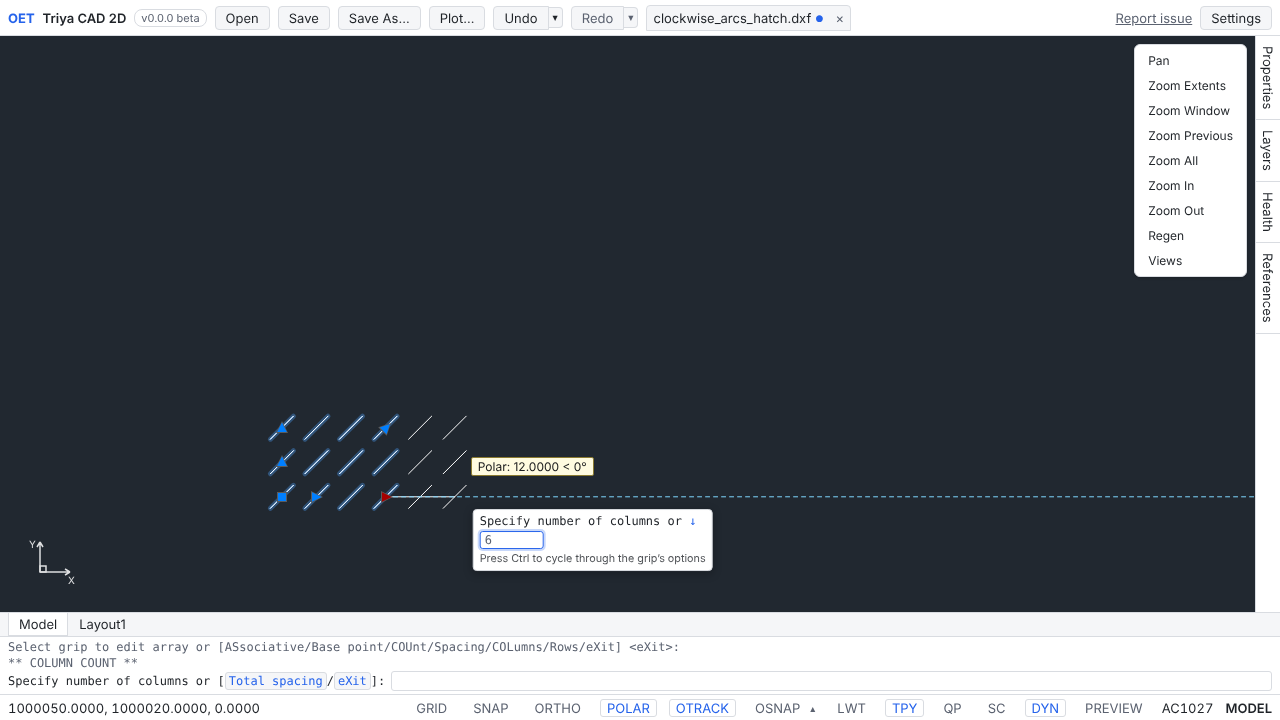 OET Triya CAD 2D v0.0.0 beta Open Save Save As... Plot... Undo ▾ Redo ▾ clockwise_arcs_hatch.dxf ● × Report issue Settings
Pan
Zoom Extents
Zoom Window
Zoom Previous
Zoom All
Zoom In
Zoom Out
Regen
Views
Properties
Layers
Health
References
Polar: 12.0000 < 0°
Specify number of columns or ↓
6
Press Ctrl to cycle through the grip's options
Y
X
Model Layout1
Select grip to edit array or [ASsociative/Base point/COUnt/Spacing/COLumns/Rows/eXit] <eXit>:
** COLUMN COUNT **
Specify number of columns or [Total spacing/eXit]:
1000050.0000, 1000020.0000, 0.0000 GRID SNAP ORTHO POLAR OTRACK OSNAP ▴ LWT TPY QP SC DYN PREVIEW AC1027 MODEL